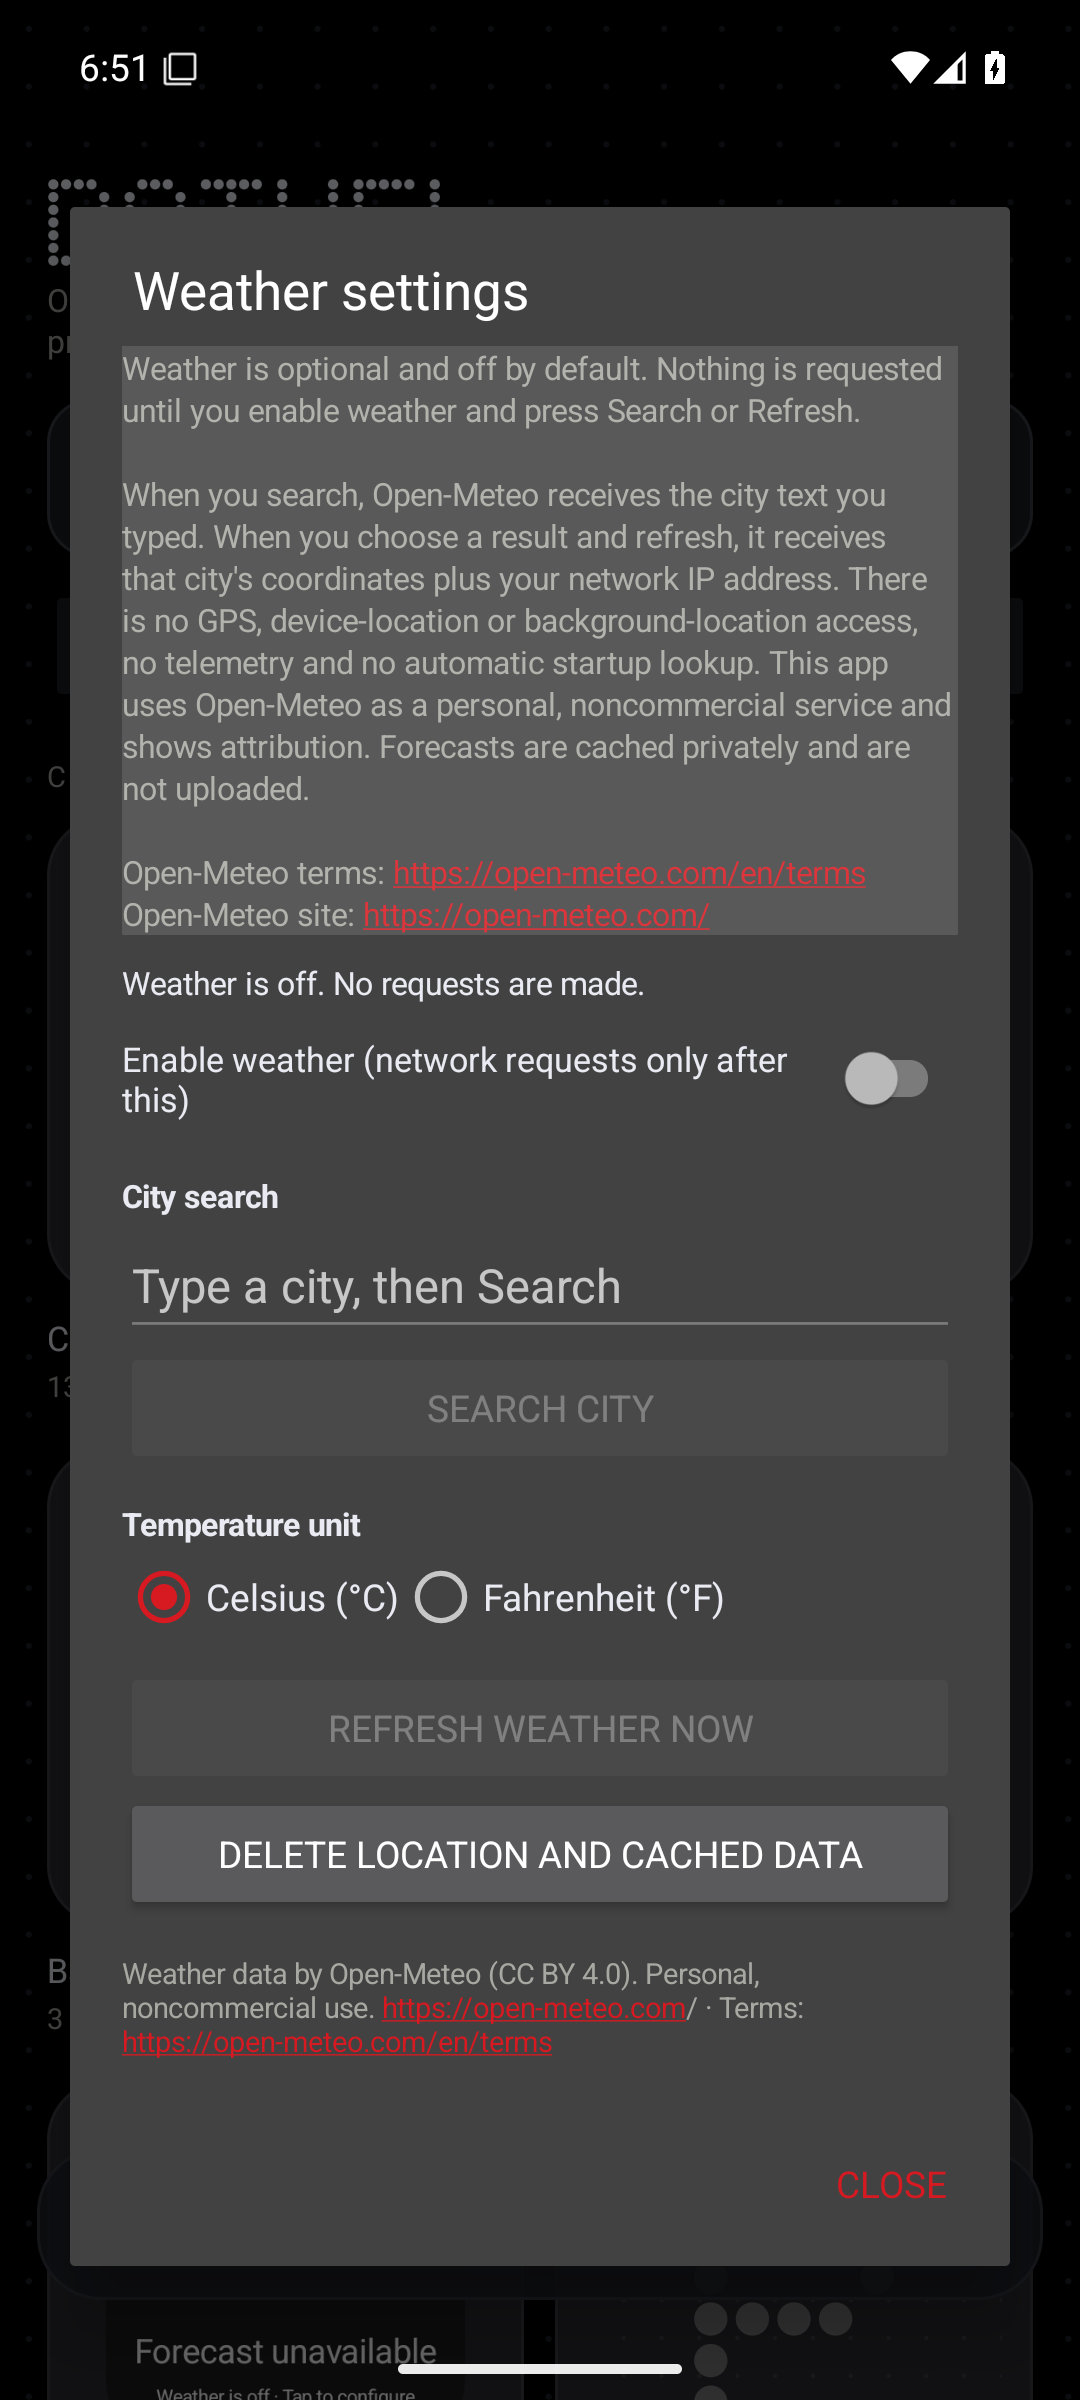 6:51
Weather settings
Weather is optional and off by default. Nothing is requested
until you enable weather and press Search or Refresh.
When you search, Open-Meteo receives the city text you
typed. When you choose a result and refresh, it receives
that city's coordinates plus your network IP address. There
is no GPS, device-location or background-location access,
no telemetry and no automatic startup lookup. This app
uses Open-Meteo as a personal, noncommercial service and
shows attribution. Forecasts are cached privately and are
not uploaded.
Open-Meteo terms: https://open-meteo.com/en/terms
Open-Meteo site: https://open-meteo.com/
Weather is off. No requests are made.
Enable weather (network requests only after
this)
City search
Type a city, then Search
SEARCH CITY
Temperature unit
Celsius (°C) Fahrenheit (°F)
REFRESH WEATHER NOW
DELETE LOCATION AND CACHED DATA
Weather data by Open-Meteo (CC BY 4.0). Personal,
noncommercial use. https://open-meteo.com/ · Terms:
https://open-meteo.com/en/terms
CLOSE
Forecast unavailable
Weather is off · Tap to configure